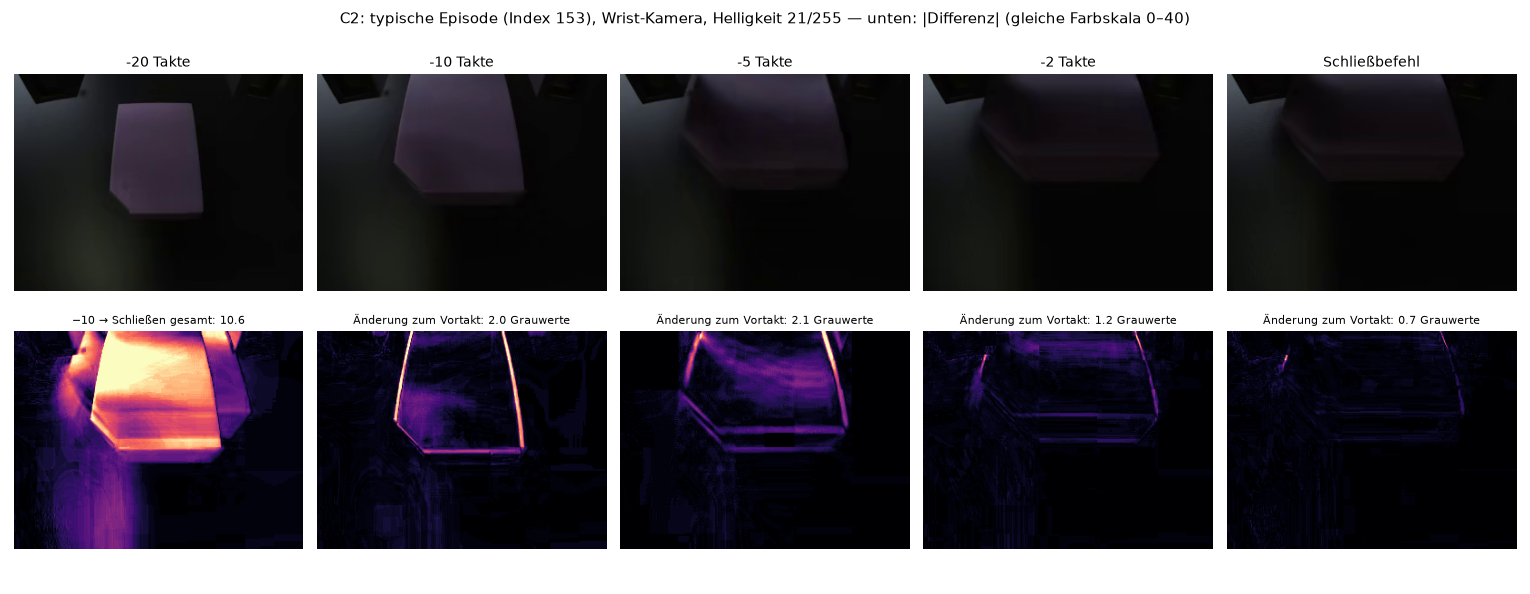 C2: typische Episode (Index 153), Wrist-Kamera, Helligkeit 21/255 — unten: |Differenz| (gleiche Farbskala 0–40)
-20 Takte
-10 Takte
-5 Takte
-2 Takte
Schließbefehl
−10 → Schließen gesamt: 10.6
Änderung zum Vortakt: 2.0 Grauwerte
Änderung zum Vortakt: 2.1 Grauwerte
Änderung zum Vortakt: 1.2 Grauwerte
Änderung zum Vortakt: 0.7 Grauwerte